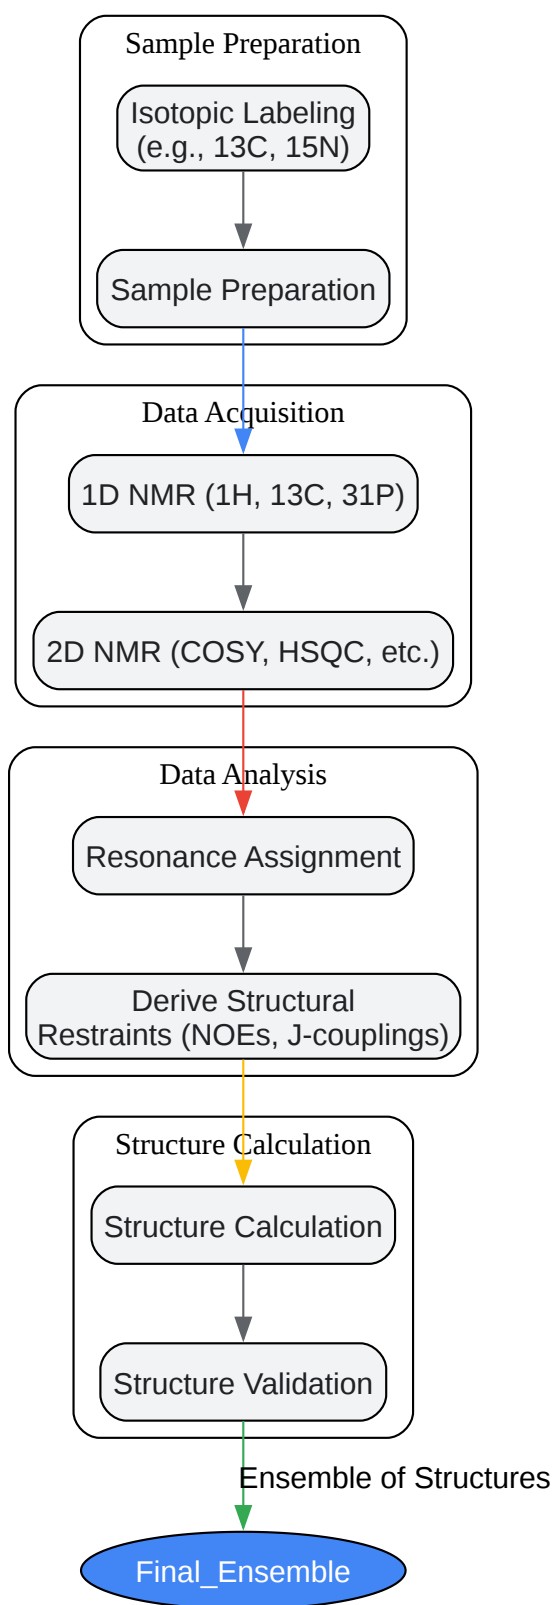 Sample Preparation
Isotopic Labeling
(e.g., 13C, 15N)
Sample Preparation
Data Acquisition
1D NMR (1H, 13C, 31P)
2D NMR (COSY, HSQC, etc.)
Data Analysis
Resonance Assignment
Derive Structural
Restraints (NOEs, J-couplings)
Structure Calculation
Structure Calculation
Structure Validation
Ensemble of Structures
Final_Ensemble